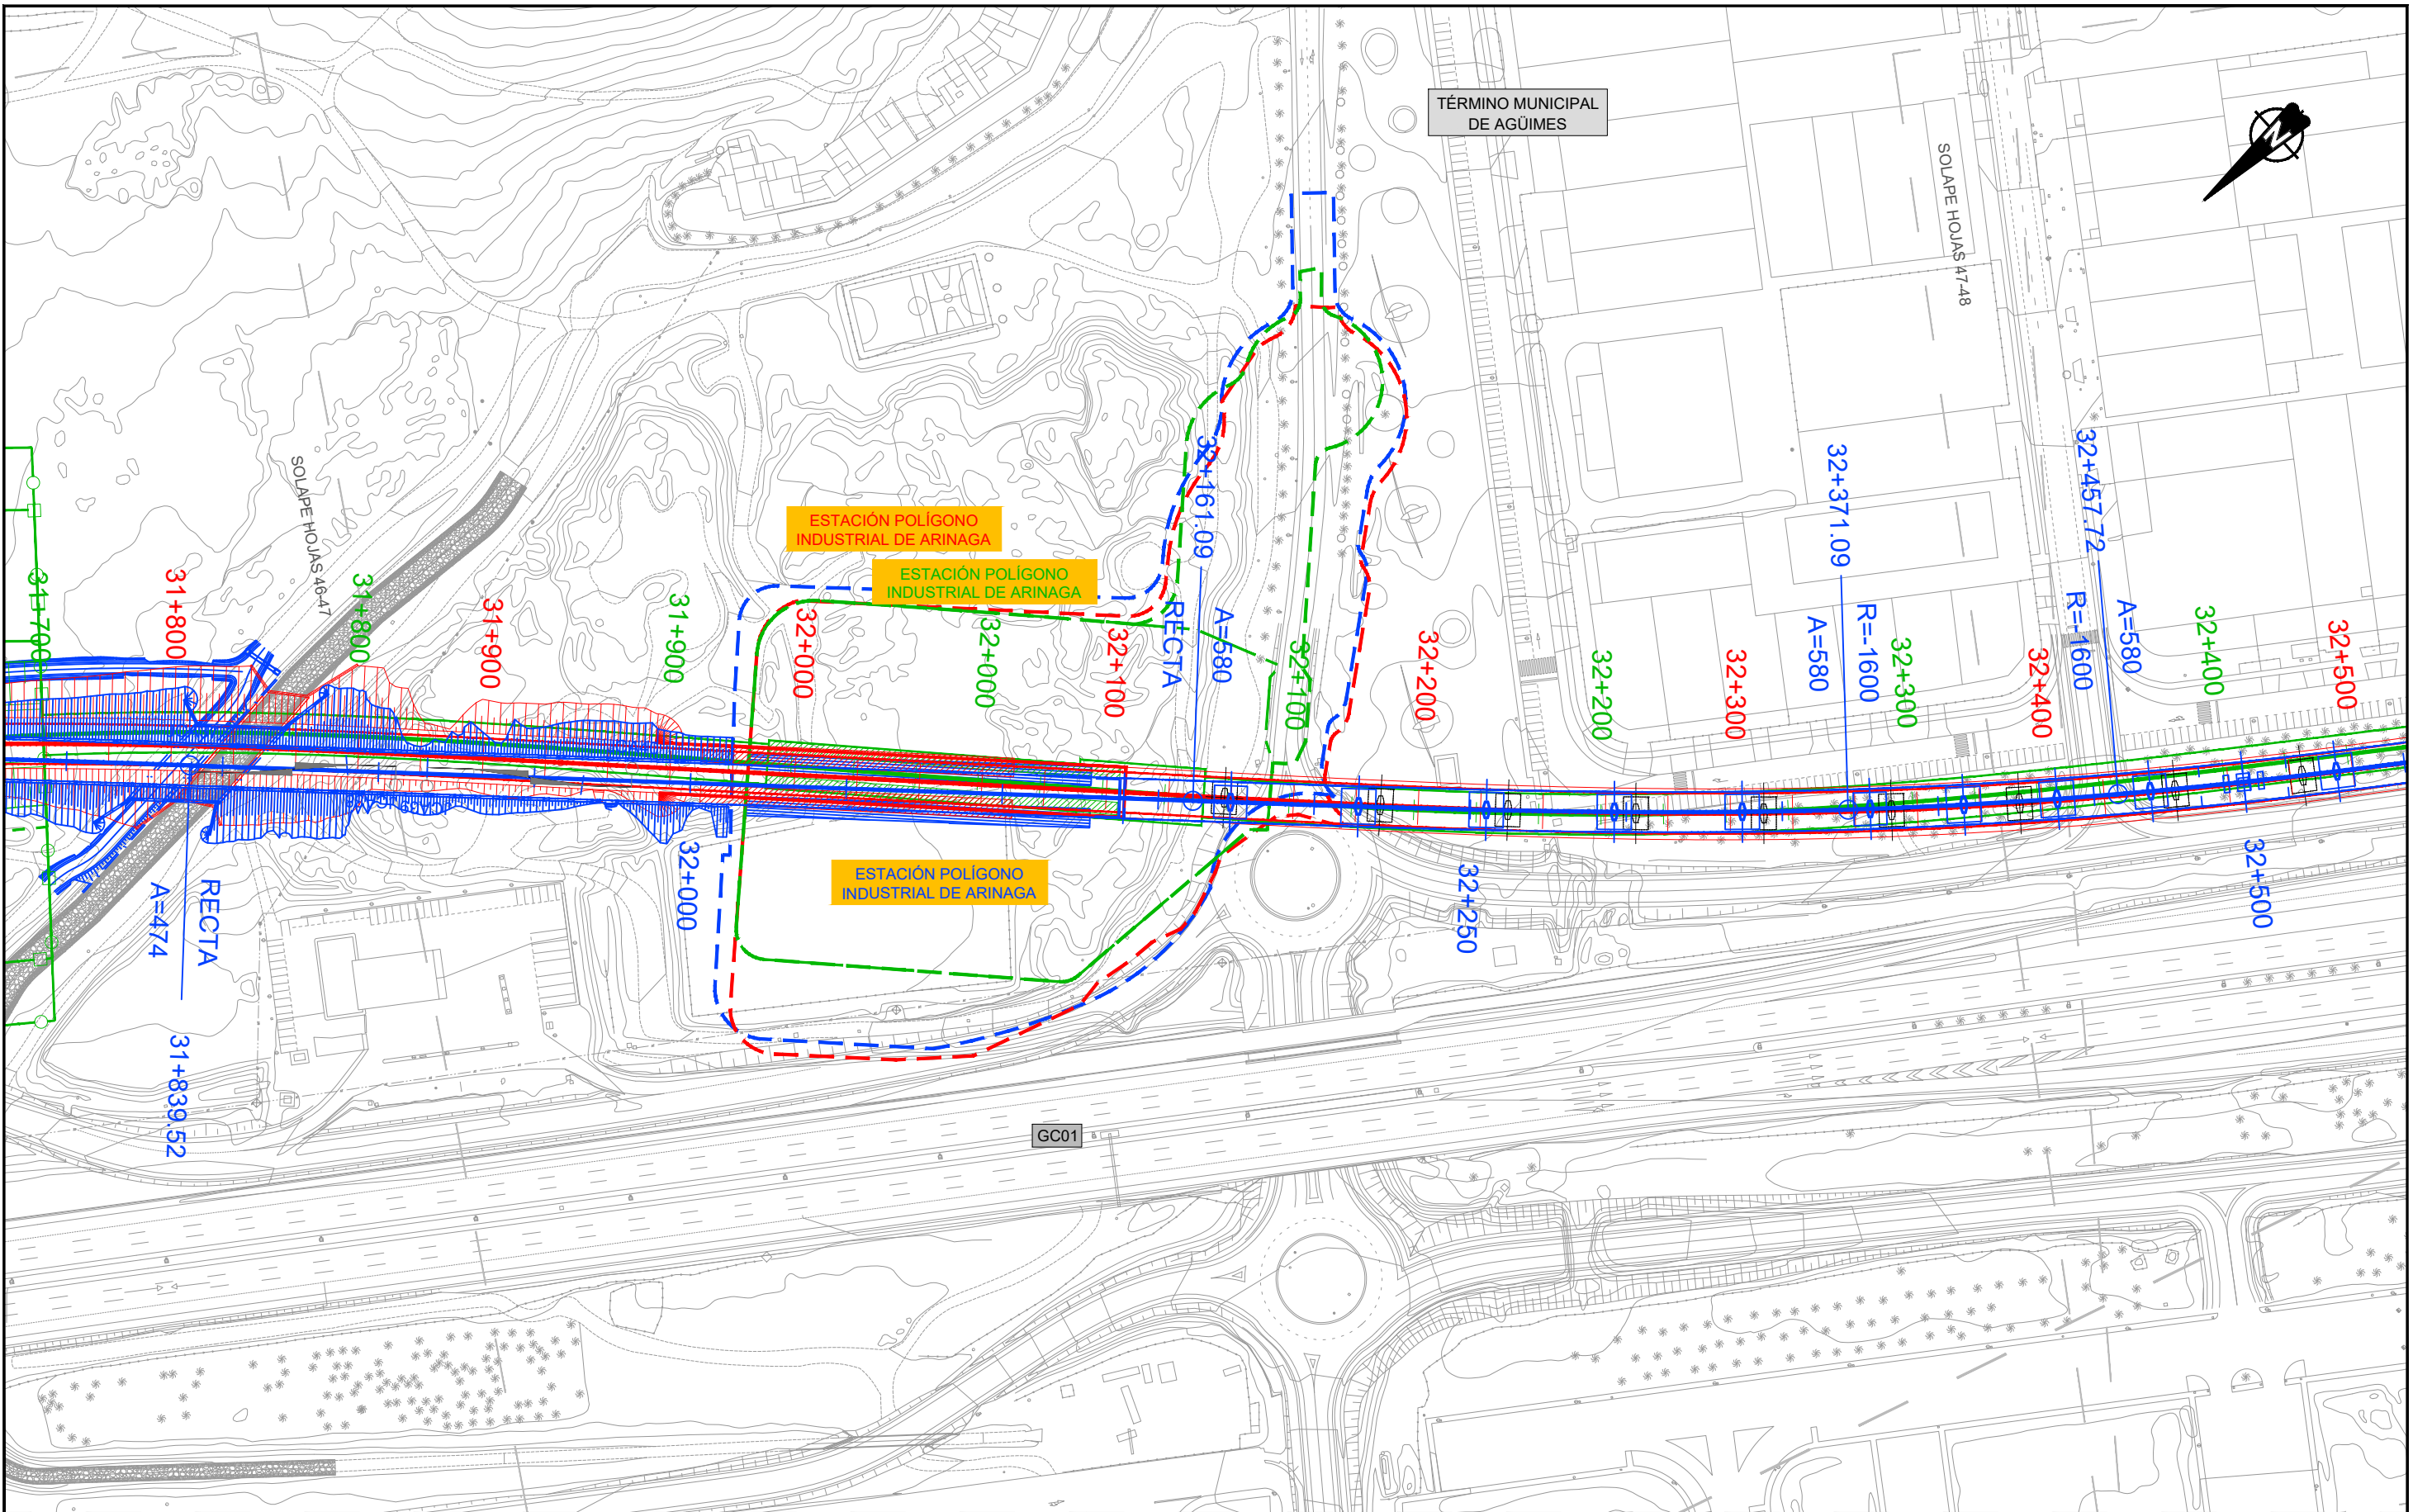 TÉRMINO MUNICIPAL
DE AGÜIMES
SOLAPE HOJAS 47-48
SOLAPE HOJAS 46-47
N
ESTACIÓN POLÍGONO
INDUSTRIAL DE ARINAGA
ESTACIÓN POLÍGONO
INDUSTRIAL DE ARINAGA
32+161.09
RECTA
A=580
32+371.09
A=580
R=-1600
32+457.72
R=-1600
A=580
31+700
31+800
31+800
31+900
31+900
32+000
32+000
32+100
32+100
32+200
32+200
32+300
32+300
32+400
32+400
32+500
ESTACIÓN POLÍGONO
INDUSTRIAL DE ARINAGA
32+000
32+250
32+500
A=474
RECTA
31+839.52
GC01